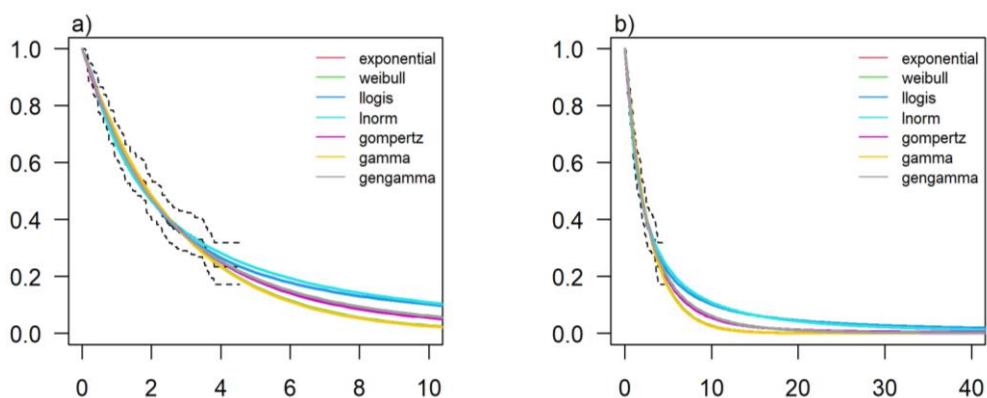 a)
1.0
0.8
0.6
0.4
0.2
0.0
0 2 4 6 8 10
exponential
weibull
llogis
lnorm
gompertz
gamma
gengamma
b)
1.0
0.8
0.6
0.4
0.2
0.0
0 10 20 30 40
exponential
weibull
llogis
lnorm
gompertz
gamma
gengamma